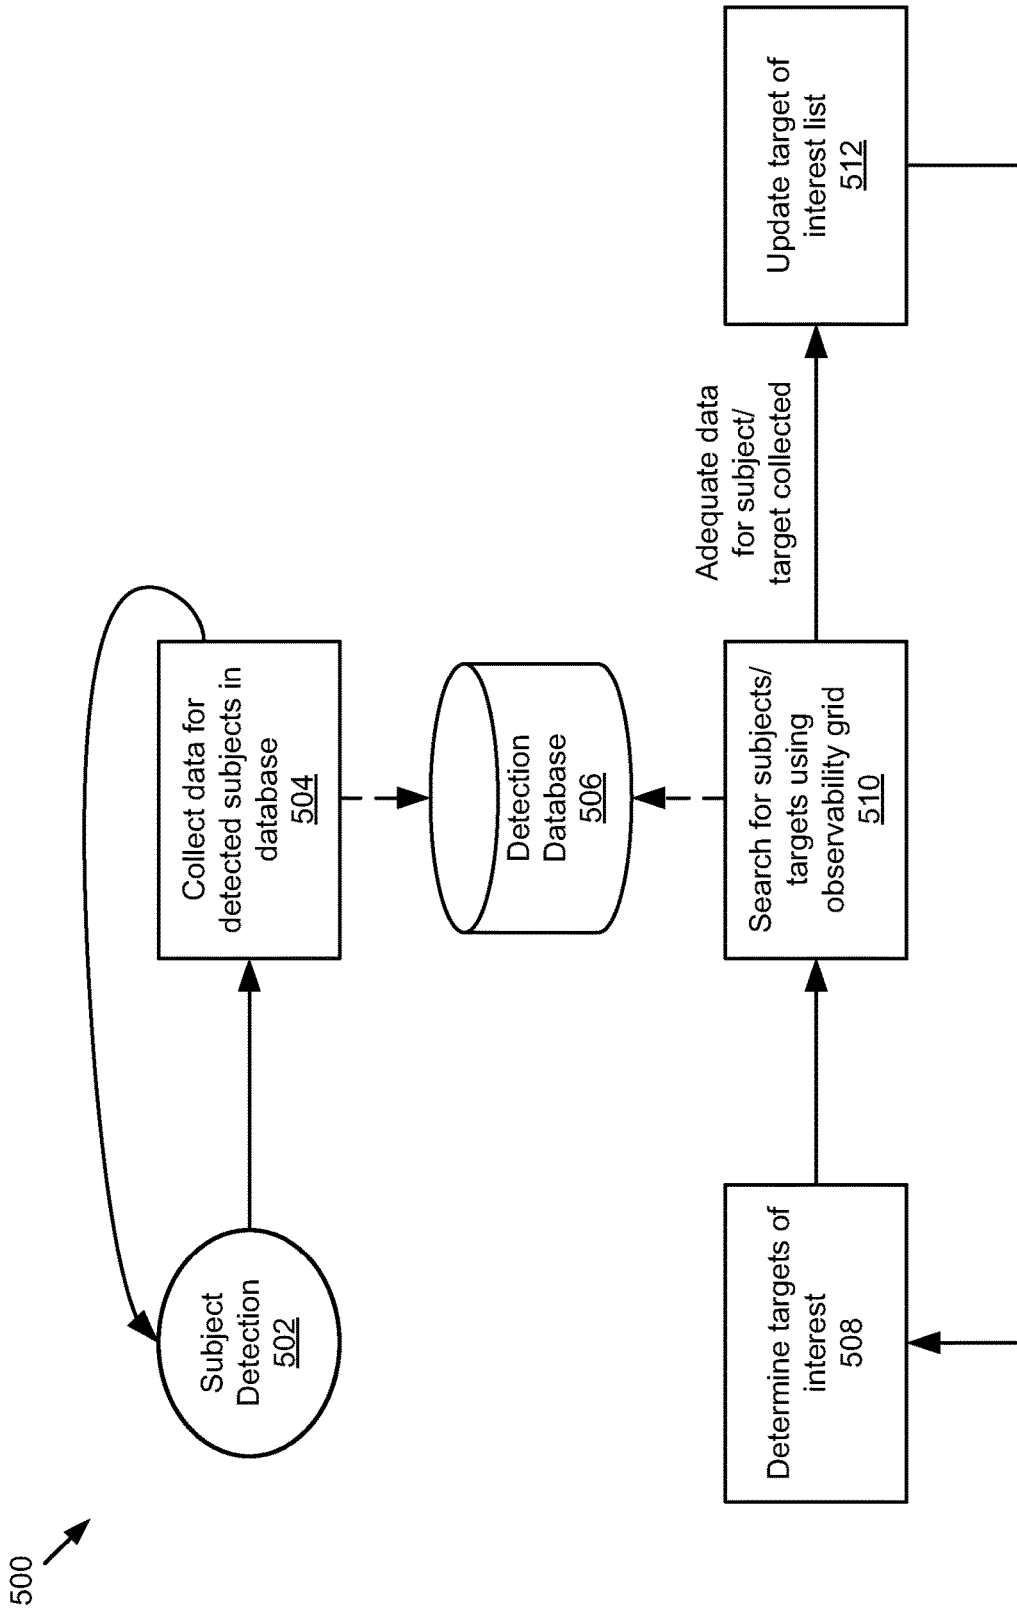 500
Subject
Detection
502
Collect data for
detected subjects in
database
504
Detection
Database
506
Determine targets of
interest
508
Search for subjects/
targets using
observability grid
510
Adequate data
for subject/
target collected
Update target of
interest list
512